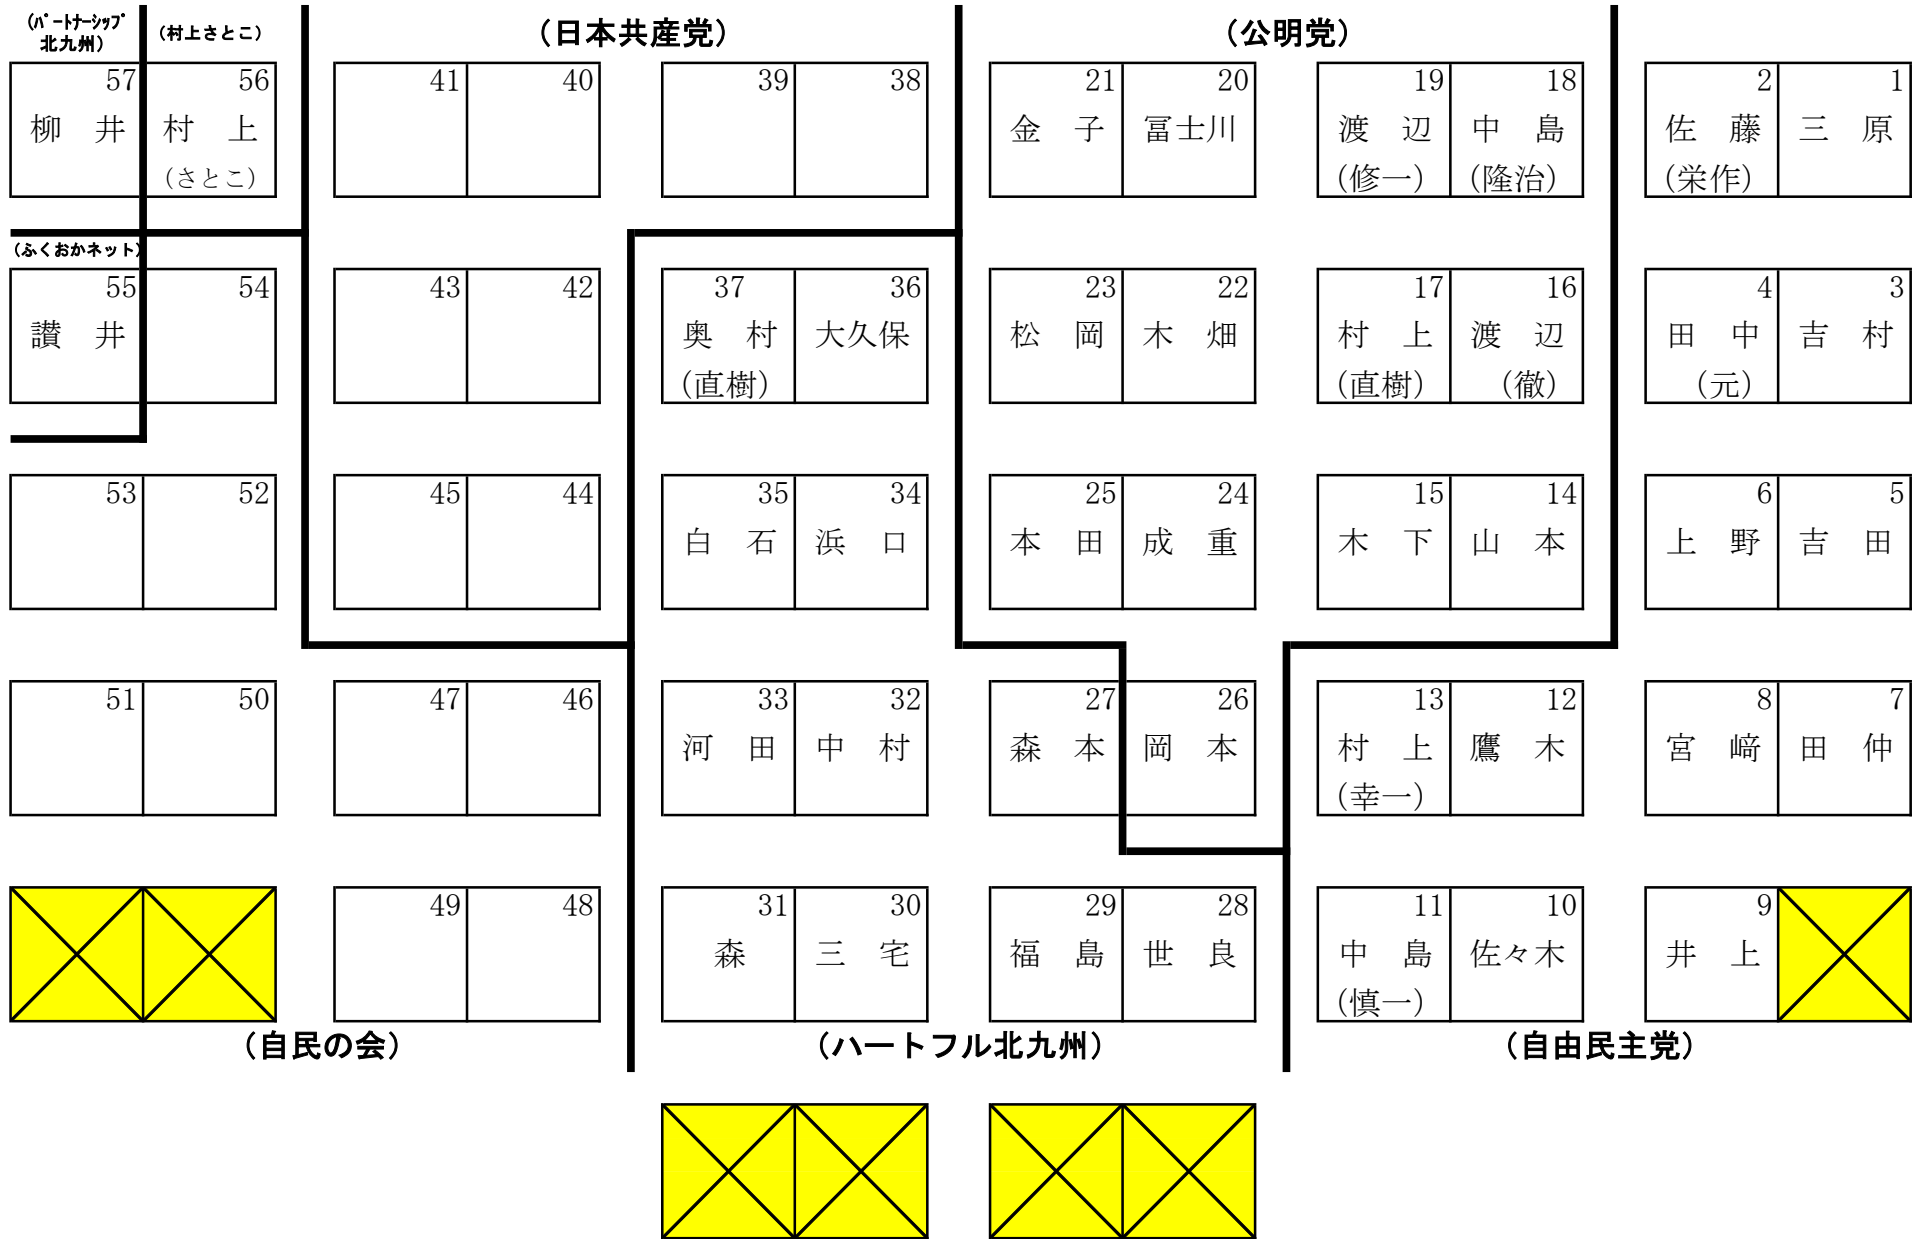 (ﾊﾟｰﾄﾅｰｼｯﾌﾟ
北九州)
(村上さとこ)
(日本共産党)
(公明党)
57 56 41 40 39 38 21 20 19 18 2 1
柳井 村上 金子 冨士川 渡辺 中島 佐藤 三原
(さとこ) (修一) (隆治) (栄作)
(ふくおかネット)
55 54 43 42 37 36 23 22 17 16 4 3
讃井 奥村 大久保 松岡 木畑 村上 渡辺 田中 吉村
(直樹) (直樹) (徹) (元)
53 52 45 44 35 34 25 24 15 14 6 5
白石 浜口 本田 成重 木下 山本 上野 吉田
51 50 47 46 33 32 27 26 13 12 8 7
河田 中村 森本 岡本 村上 鷹木 宮﨑 田仲
(幸一)
49 48 31 30 29 28 11 10 9
森 三宅 福島 世良 中島 佐々木 井上
(慎一)
(自民の会)
(ハートフル北九州)
(自由民主党)